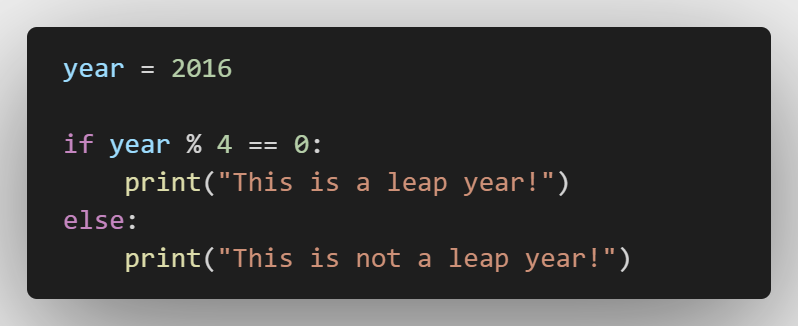 year = 2016
if year % 4 == 0:
    print("This is a leap year!")
else:
    print("This is not a leap year!")